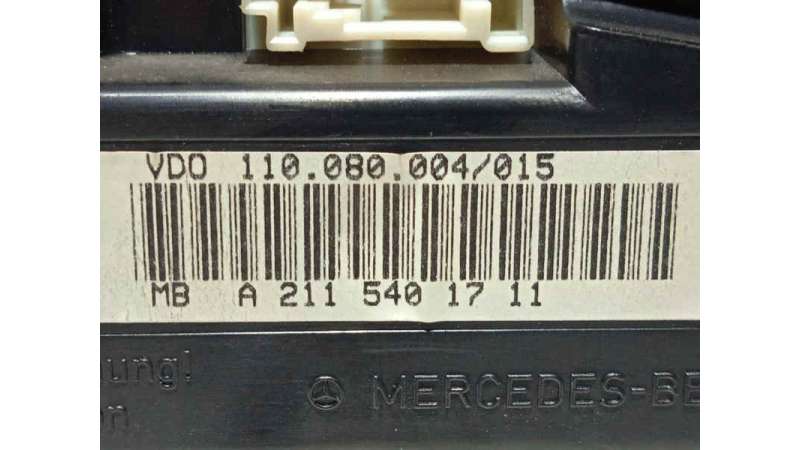 VDO 110.080.004/015
MB A 211 540 17 11
MERCEDES-BE